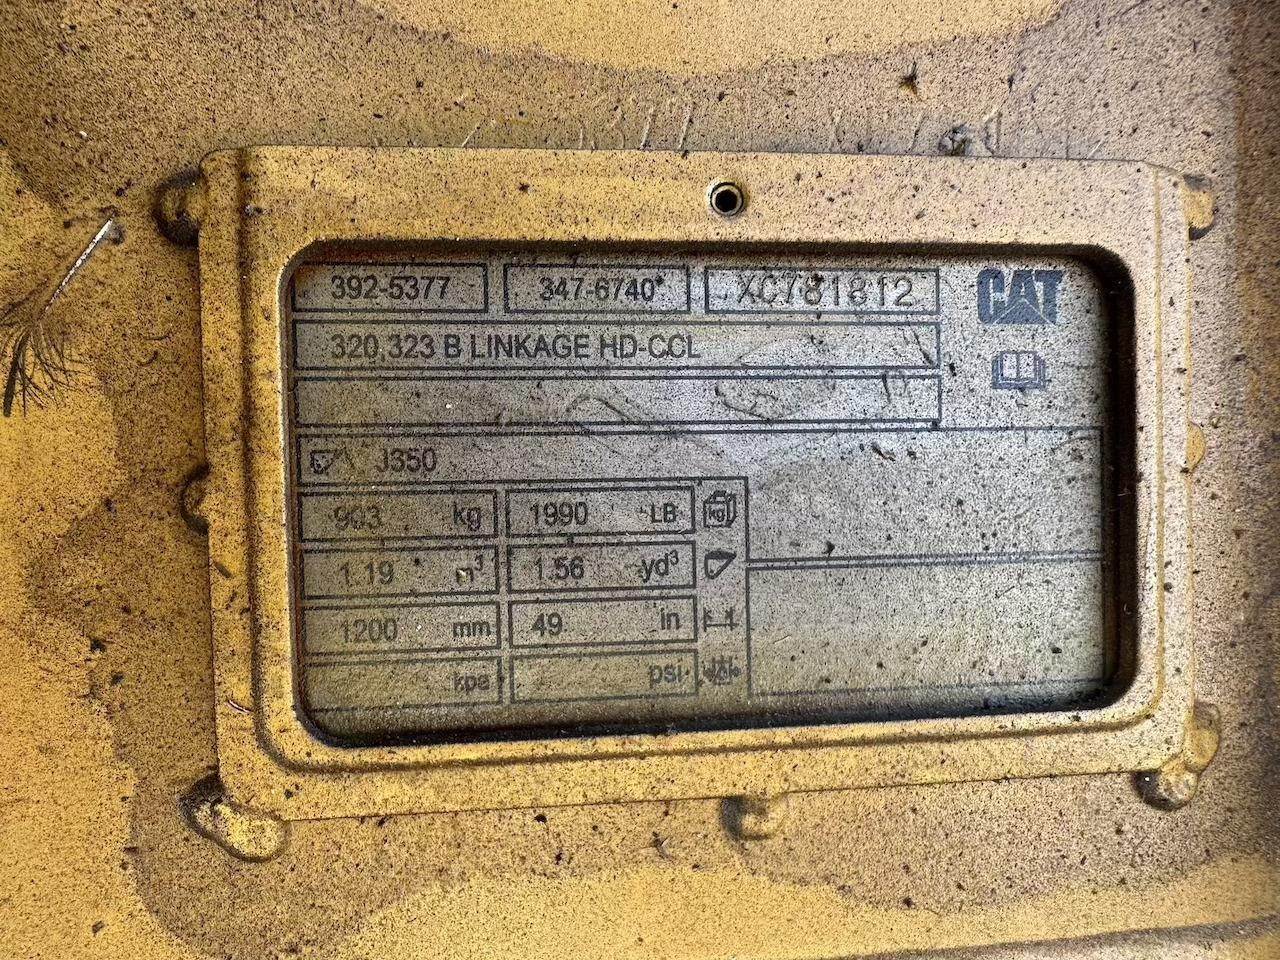 392-5377 347-6740 XC781812 CAT
320,323 B LINKAGE HD-CCL
J350
903 kg 1990 LB kg
1.19 m³ 1.56 yd³
1200 mm 49 in
kpa psi